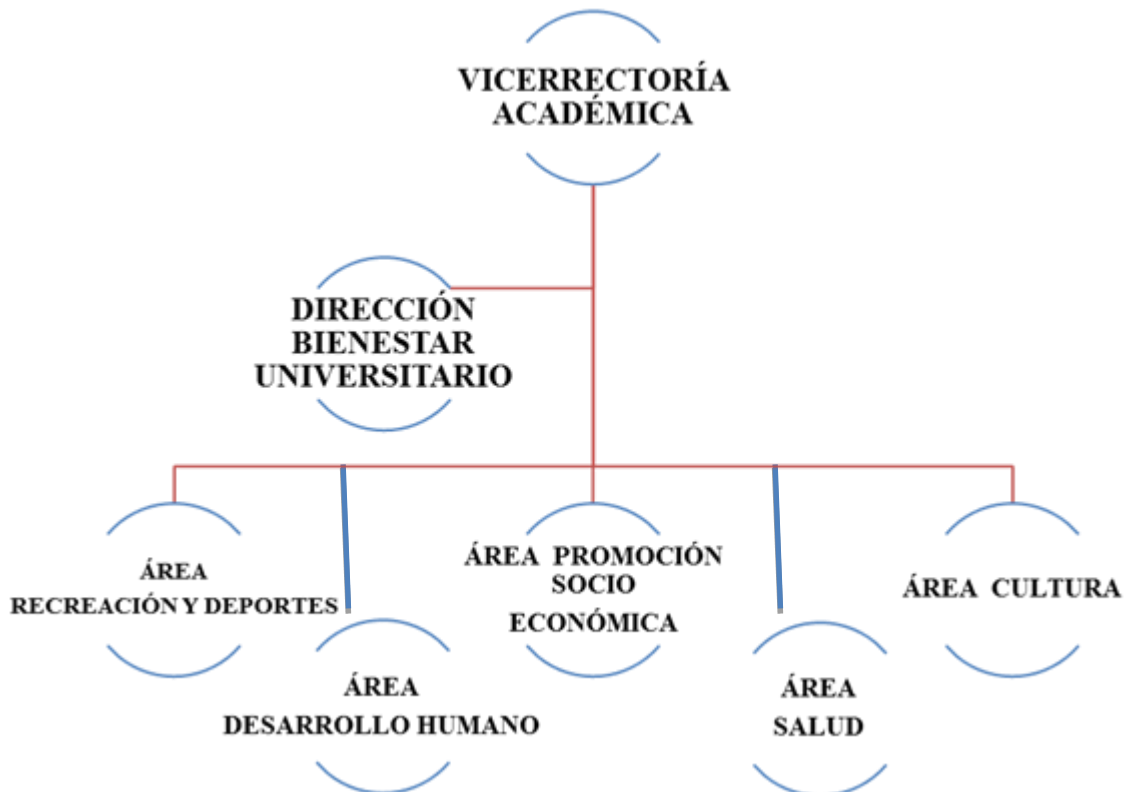 VICERRECTORÍA
ACADÉMICA
DIRECCIÓN
BIENESTAR
UNIVERSITARIO
ÁREA
RECREACIÓN Y DEPORTES
ÁREA
DESARROLLO HUMANO
ÁREA PROMOCIÓN
SOCIO
ECONÓMICA
ÁREA
SALUD
ÁREA CULTURA